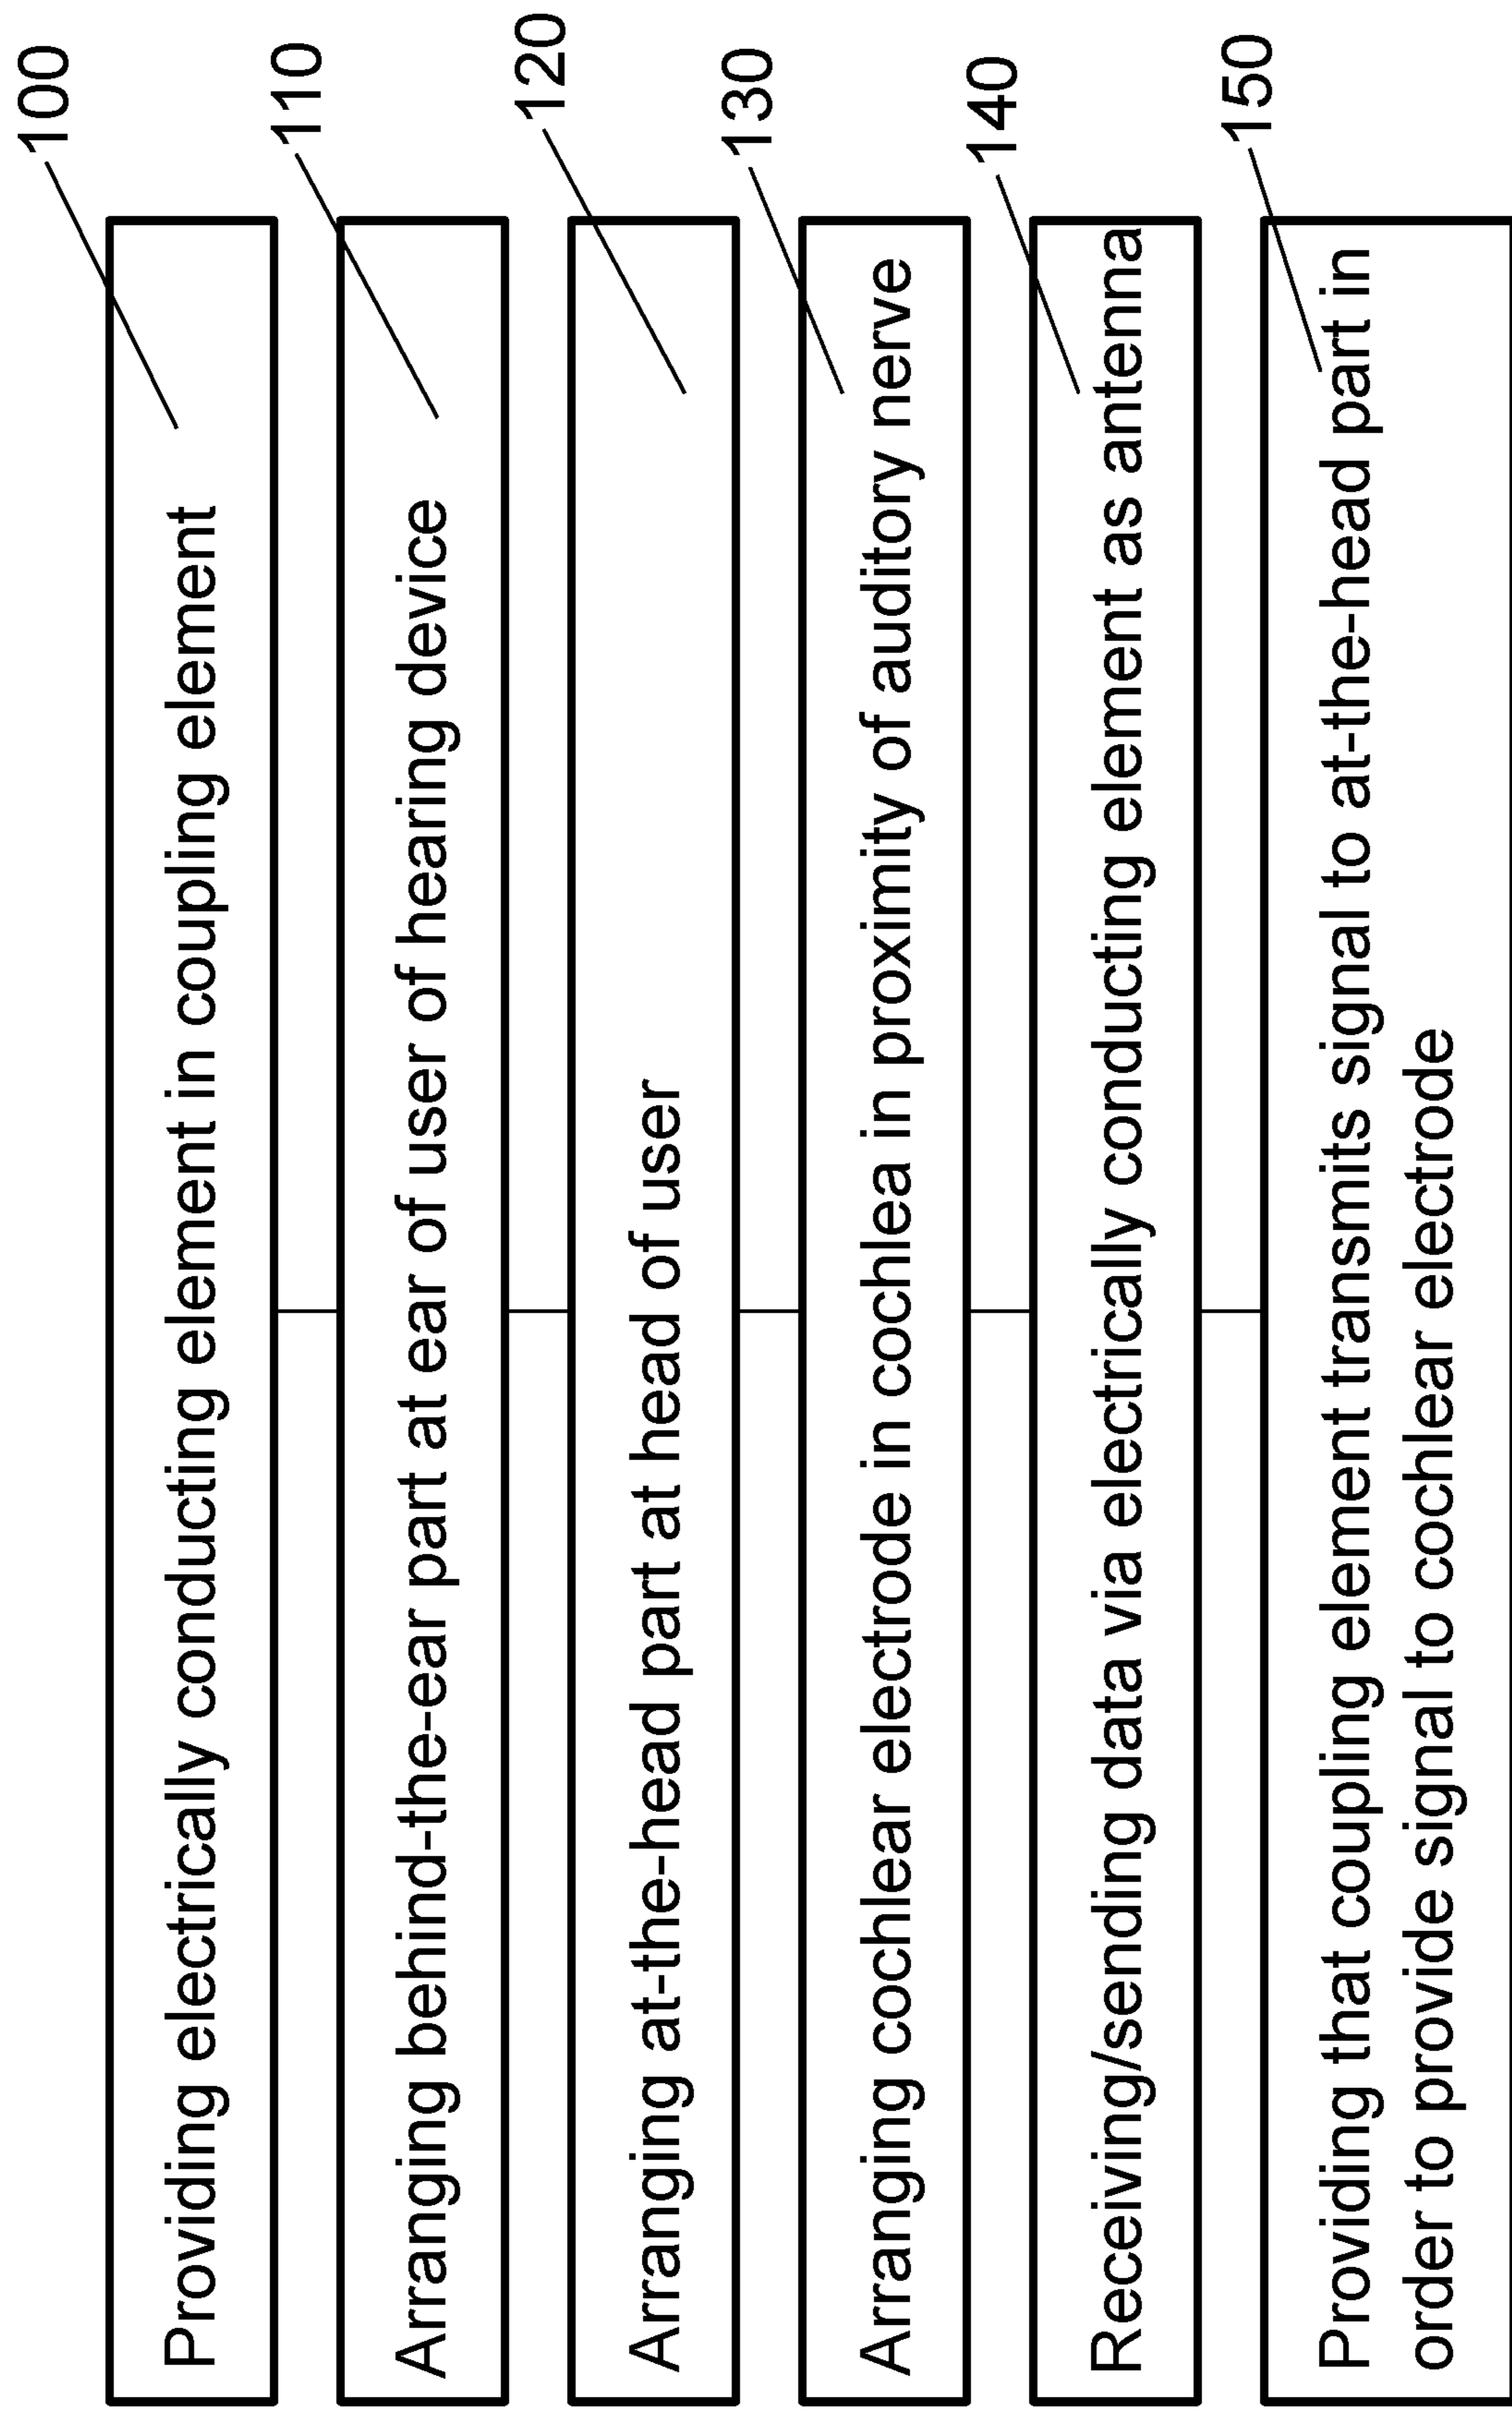 100
Providing electrically conducting element in coupling element
110
Arranging behind-the-ear part at ear of user of hearing device
120
Arranging at-the-head part at head of user
130
Arranging cochlear electrode in cochlea in proximity of auditory nerve
140
Receiving/sending data via electrically conducting element as antenna
150
Providing that coupling element transmits signal to at-the-head part in
order to provide signal to cochlear electrode